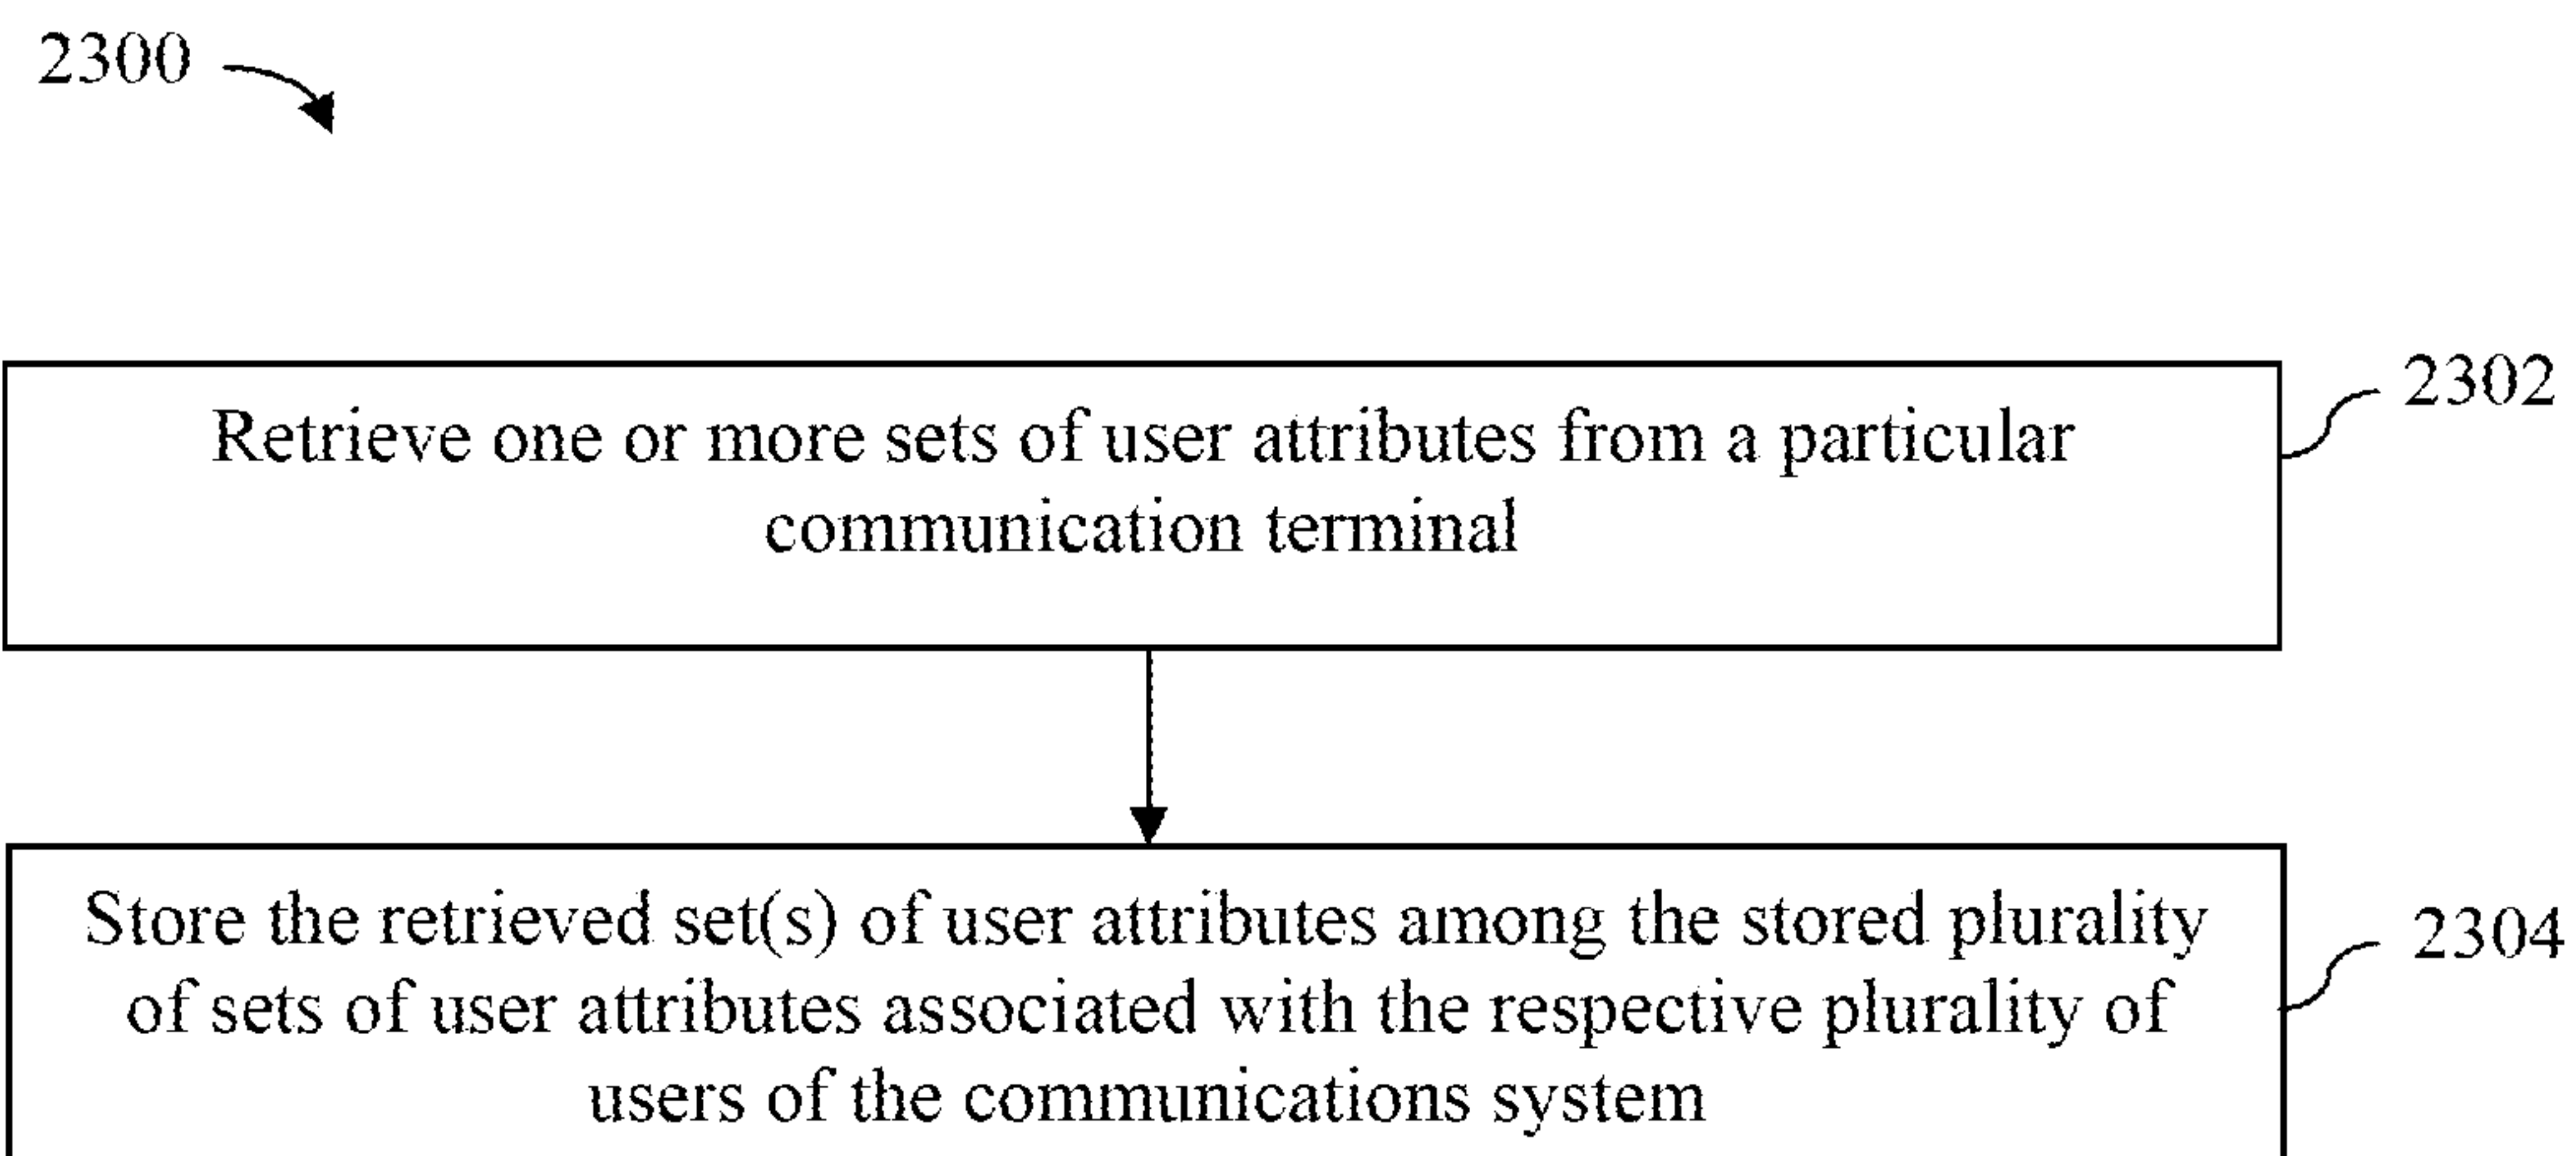 2300
Retrieve one or more sets of user attributes from a particular
communication terminal
2302
Store the retrieved set(s) of user attributes among the stored plurality
of sets of user attributes associated with the respective plurality of
users of the communications system
2304